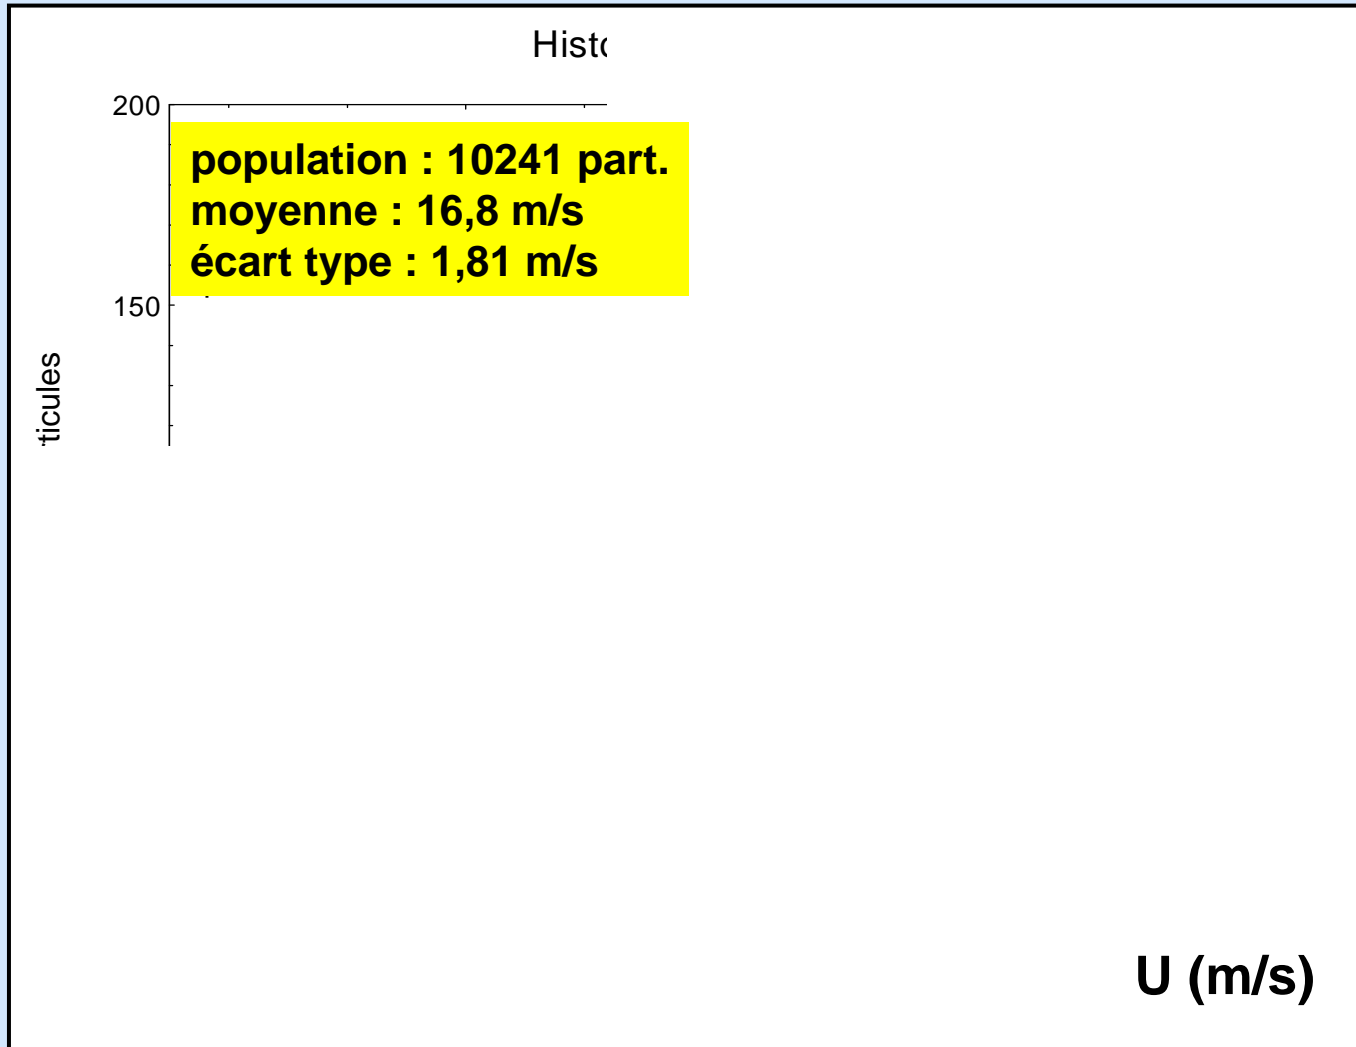 Histo
200
population : 10241 part.
moyenne : 16,8 m/s
écart type : 1,81 m/s
150
ticules
U (m/s)